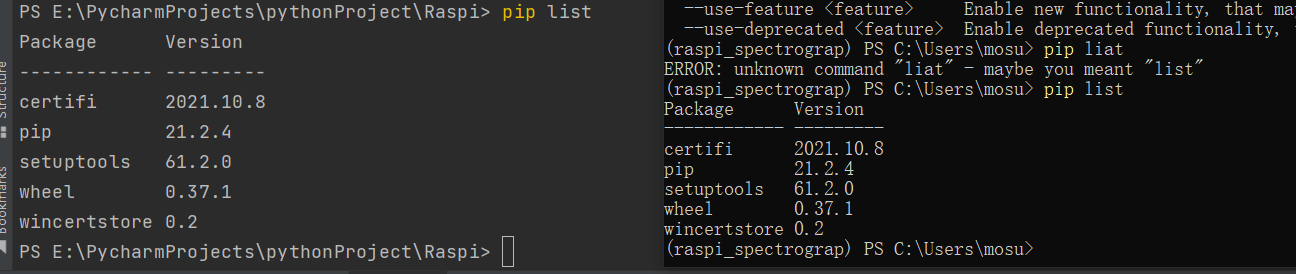 PS E:\PycharmProjects\pythonProject\Raspi> pip list
Package Version
------------ ---------
certifi 2021.10.8
pip 21.2.4
setuptools 61.2.0
wheel 0.37.1
wincertstore 0.2
PS E:\PycharmProjects\pythonProject\Raspi>
Structure
Bookmarks
--use-feature <feature> Enable new functionality, that
--use-deprecated <feature> Enable deprecated functionality,
(raspi_spectrograp) PS C:\Users\mosu> pip liat
ERROR: unknown command "liat" - maybe you meant "list"
(raspi_spectrograp) PS C:\Users\mosu> pip list
Package Version
------------ ---------
certifi 2021.10.8
pip 21.2.4
setuptools 61.2.0
wheel 0.37.1
wincertstore 0.2
(raspi_spectrograp) PS C:\Users\mosu>